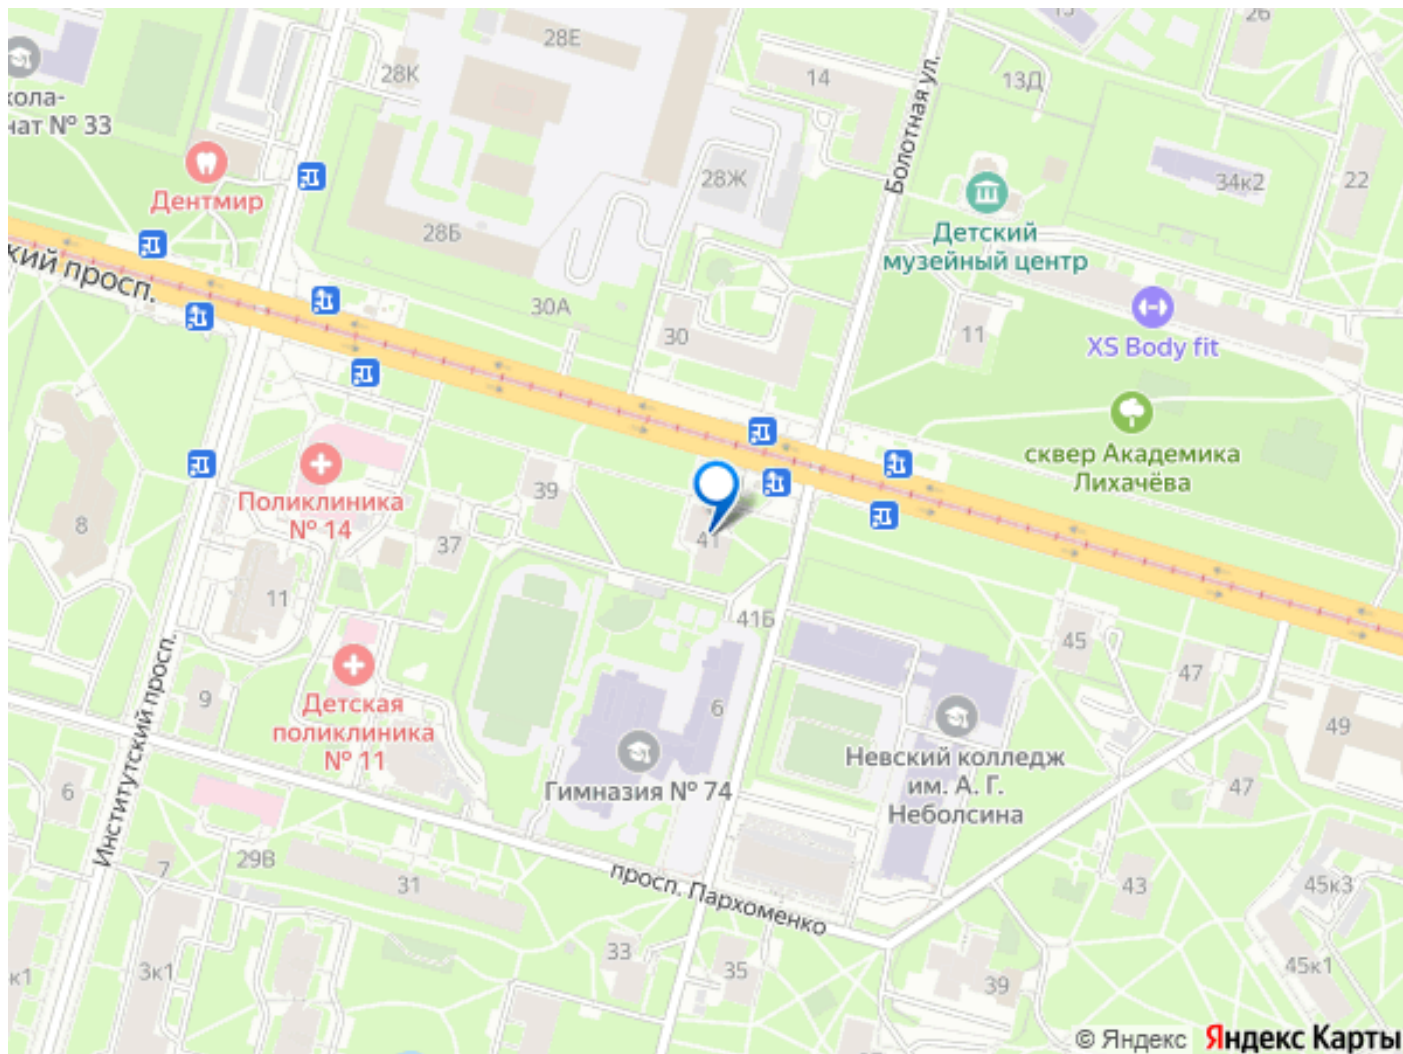 28Е
26
14
28К
13Д
кола-
нат № 33
Болотная ул.
28Ж
34к2
22
Дентмир
28Б
Детский
музейный центр
кий просп.
30А
30
11
XS Body fit
сквер Академика
Лихачёва
39
Поликлиника
№ 14
8
37
41
11
41Б
45
47
Институтский просп.
9
Детская
поликлиника
№ 11
6
49
Гимназия № 74
Невский колледж
им. А. Г.
Неболсина
6
47
29В
7
31
просп. Пархоменко
43
45к3
33
35
39
45к1
3к1
к1
© Яндекс Яндекс Карты